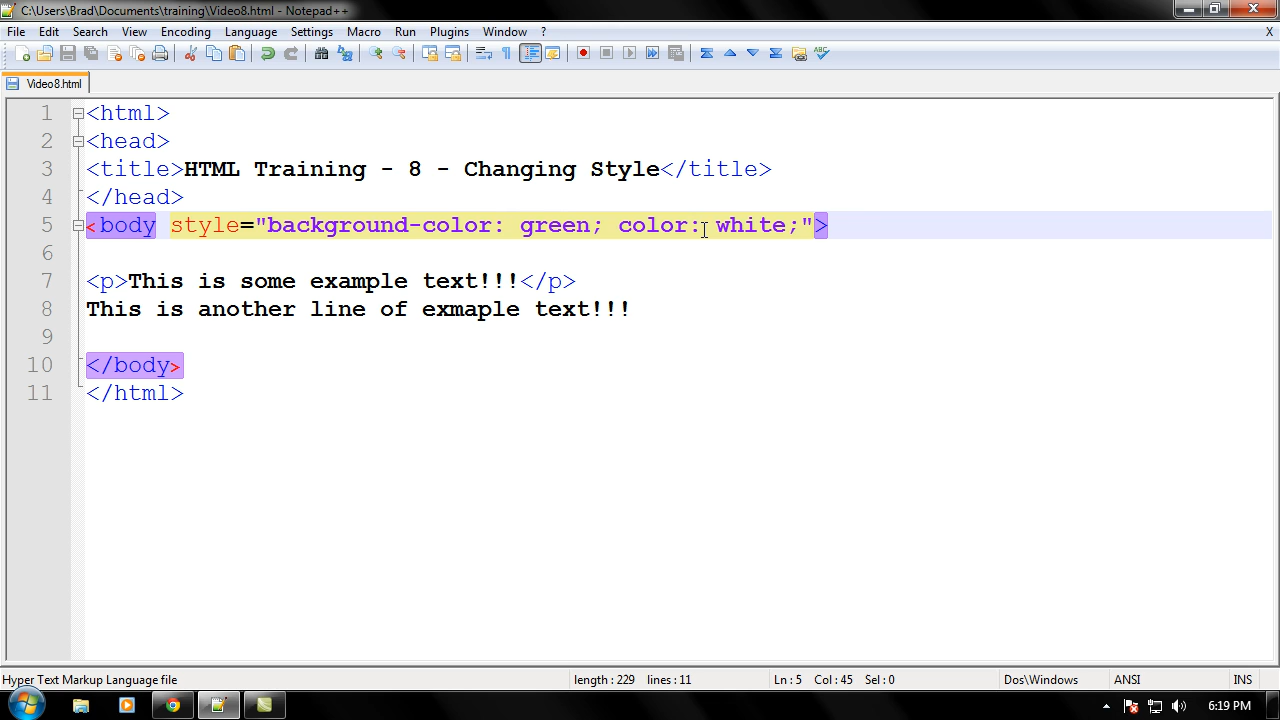 C:\Users\Brad\Documents\training\Video8.html - Notepad++
File Edit Search View Encoding Language Settings Macro Run Plugins Window ? X
Video8.html
1 <html>
2 <head>
3 <title>HTML Training - 8 - Changing Style</title>
4 </head>
5 <body style="background-color: green; color: white;">
6
7 <p>This is some example text!!!</p>
8 This is another line of exmaple text!!!
9
10 </body>
11 </html>
Hyper Text Markup Language file length : 229 lines : 11 Ln : 5 Col : 45 Sel : 0 Dos\Windows ANSI INS
6:19 PM